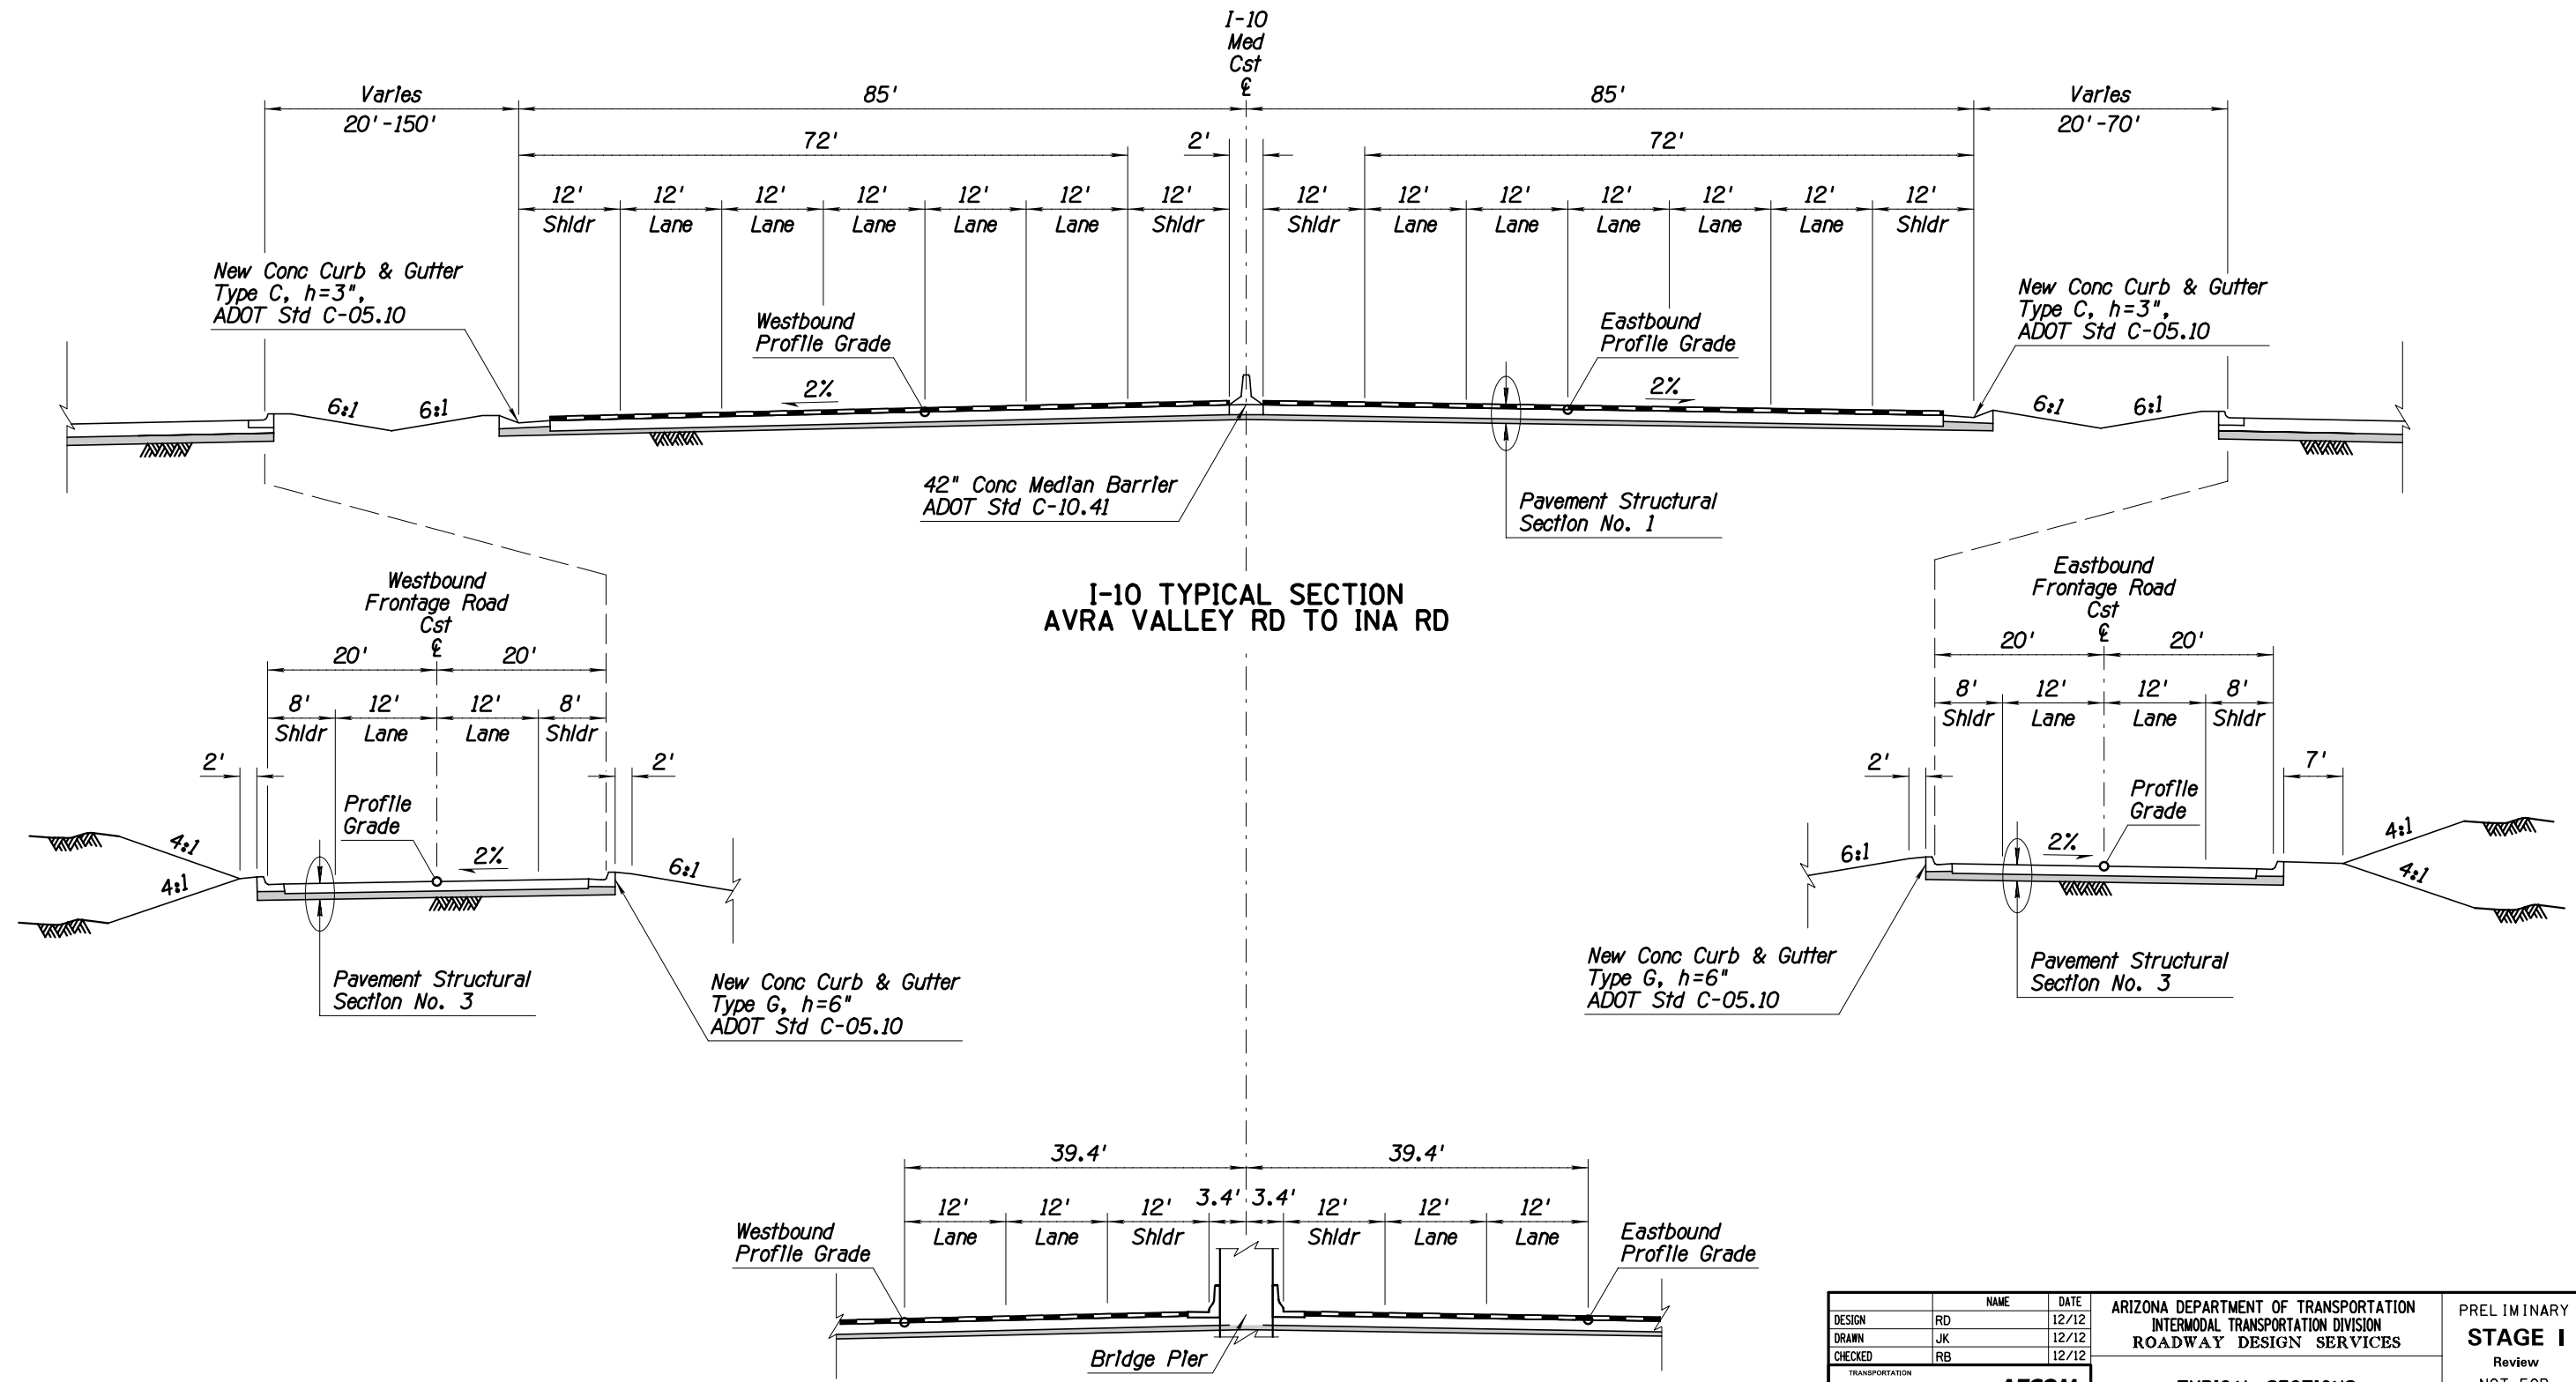 I-10
Med
Cst
℄
Varies
20'-150'
85'
85'
Varies
20'-70'
72'
2'
72'
12' 12' 12' 12' 12' 12' 12' 12' 12' 12' 12' 12' 12' 12'
Shldr Lane Lane Lane Lane Lane Shldr Shldr Lane Lane Lane Lane Lane Shldr
New Conc Curb & Gutter
Type C, h=3",
ADOT Std C-05.10
Westbound
Profile Grade
Eastbound
Profile Grade
New Conc Curb & Gutter
Type C, h=3",
ADOT Std C-05.10
6:1 6:1 2% 2% 6:1 6:1
42" Conc Median Barrier
ADOT Std C-10.41
Pavement Structural
Section No. 1
I-10 TYPICAL SECTION
AVRA VALLEY RD TO INA RD
Westbound
Frontage Road
Cst
℄
20' 20'
8' 12' 12' 8'
Shldr Lane Lane Shldr
2' 2'
Profile
Grade
4:1
4:1
2%
6:1
Pavement Structural
Section No. 3
New Conc Curb & Gutter
Type G, h=6"
ADOT Std C-05.10
Eastbound
Frontage Road
Cst
℄
20' 20'
8' 12' 12' 8'
Shldr Lane Lane Shldr
2' 7'
Profile
Grade
6:1
2%
4:1
4:1
New Conc Curb & Gutter
Type G, h=6"
ADOT Std C-05.10
Pavement Structural
Section No. 3
39.4' 39.4'
12' 12' 12' 3.4' 3.4' 12' 12' 12'
Lane Lane Shldr Shldr Lane Lane
Westbound
Profile Grade
Eastbound
Profile Grade
Bridge Pier
NAME DATE
DESIGN RD 12/12
DRAWN JK 12/12
CHECKED RB 12/12
TRANSPORTATION
ARIZONA DEPARTMENT OF TRANSPORTATION
INTERMODAL TRANSPORTATION DIVISION
ROADWAY DESIGN SERVICES
PRELIMINARY
STAGE I
Review